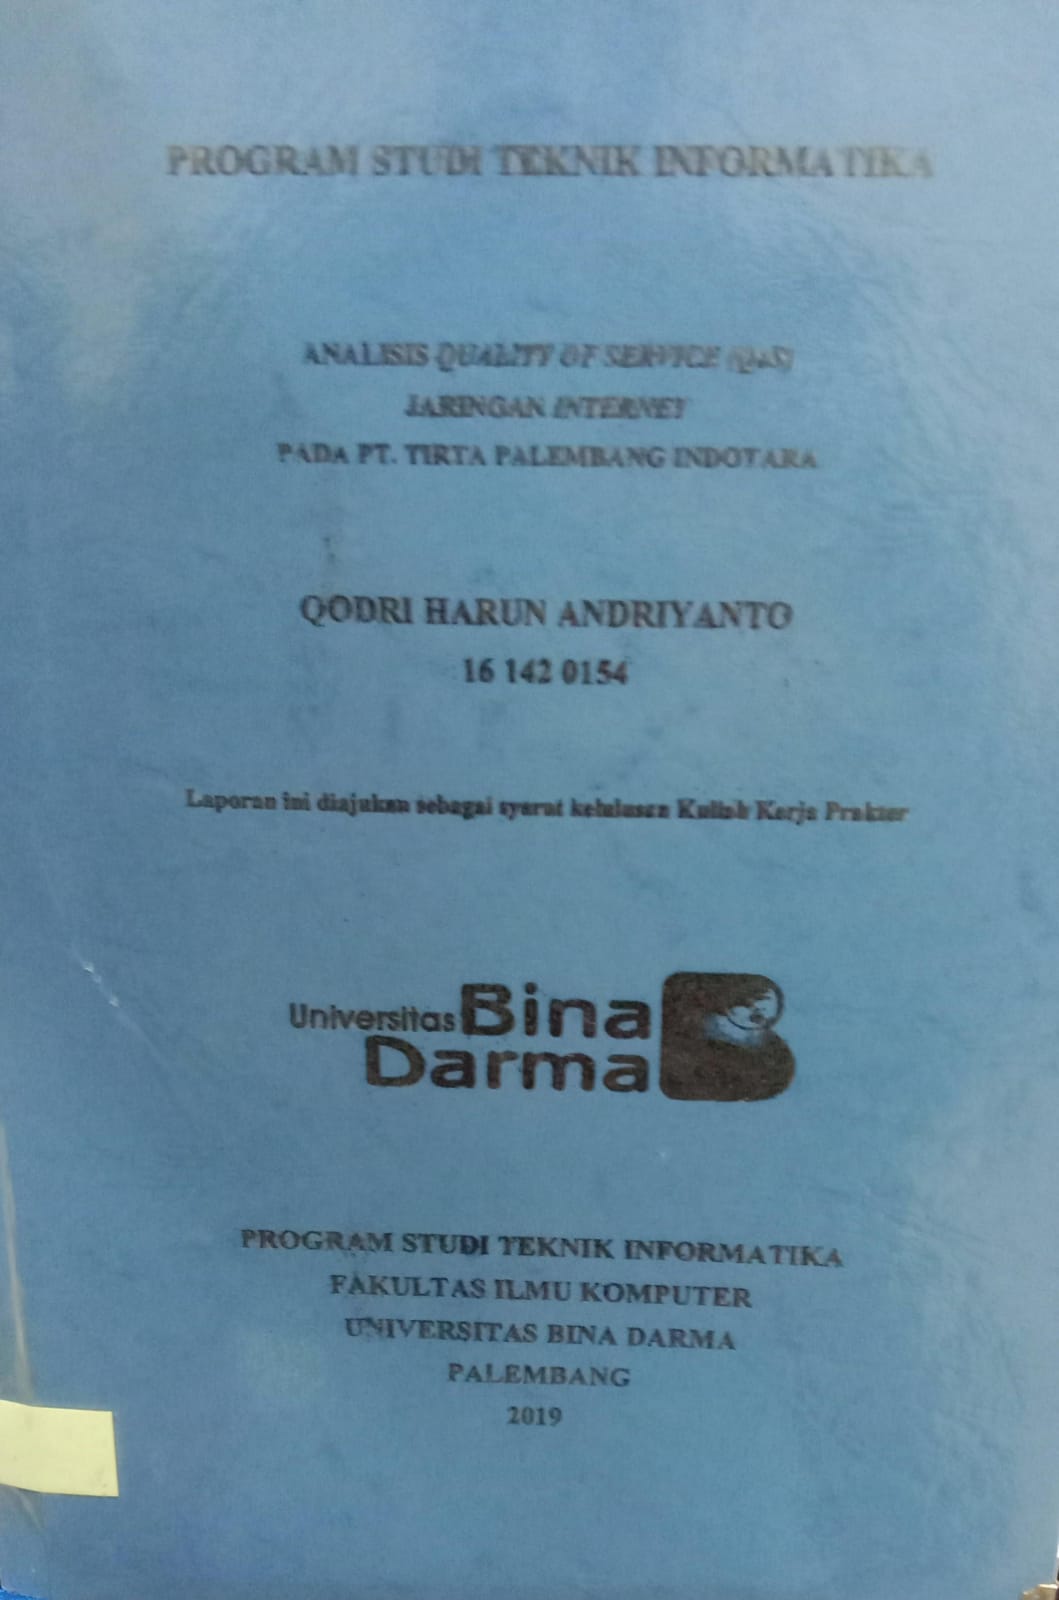 PROGRAM STUDI TEKNIK INFORMATIKA
ANALISIS QUALITY OF SERVICE (QoS)
JARINGAN INTERNET
PADA PT. TIRTA PALEMBANG INDOTARA
QODRI HARUN ANDRIYANTO
16 142 0154
Laporan ini diajukan sebagai syarat kelulusan Kuliah Kerja Prakter
Universitas Bina
Darma
PROGRAM STUDI TEKNIK INFORMATIKA
FAKULTAS ILMU KOMPUTER
UNIVERSITAS BINA DARMA
PALEMBANG
2019